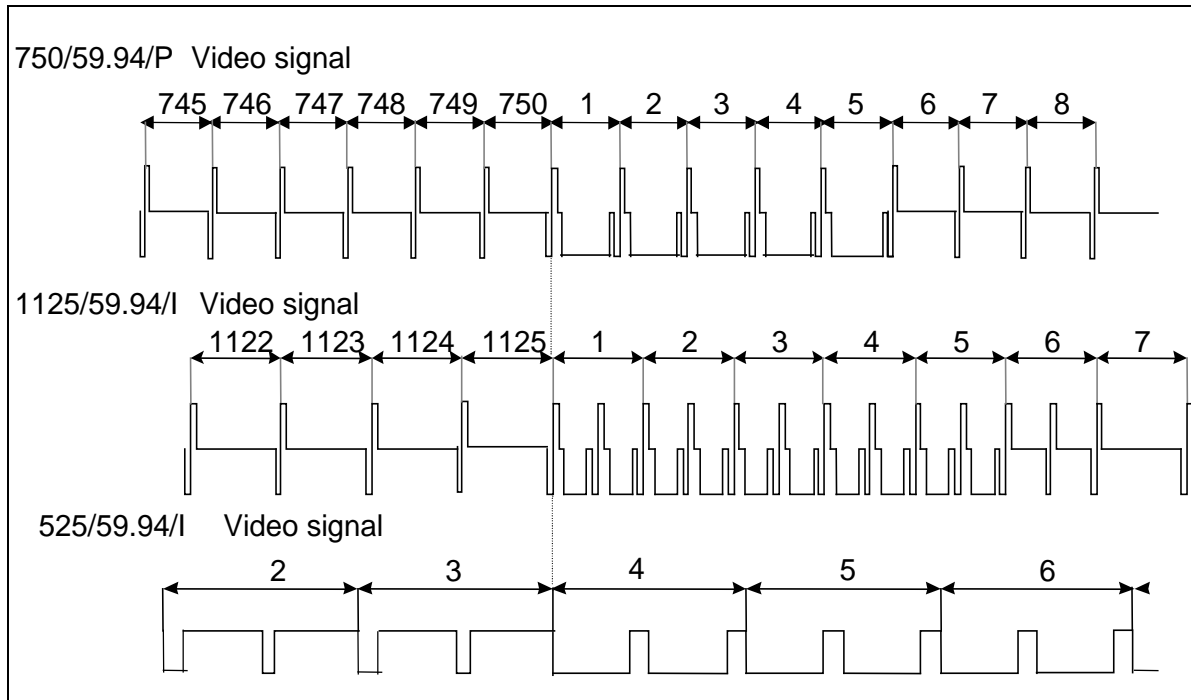 750/59.94/P Video signal
745 746 747 748 749 750 1 2 3 4 5 6 7 8
1125/59.94/I Video signal
1122 1123 1124 1125 1 2 3 4 5 6 7
525/59.94/I Video signal
2 3 4 5 6